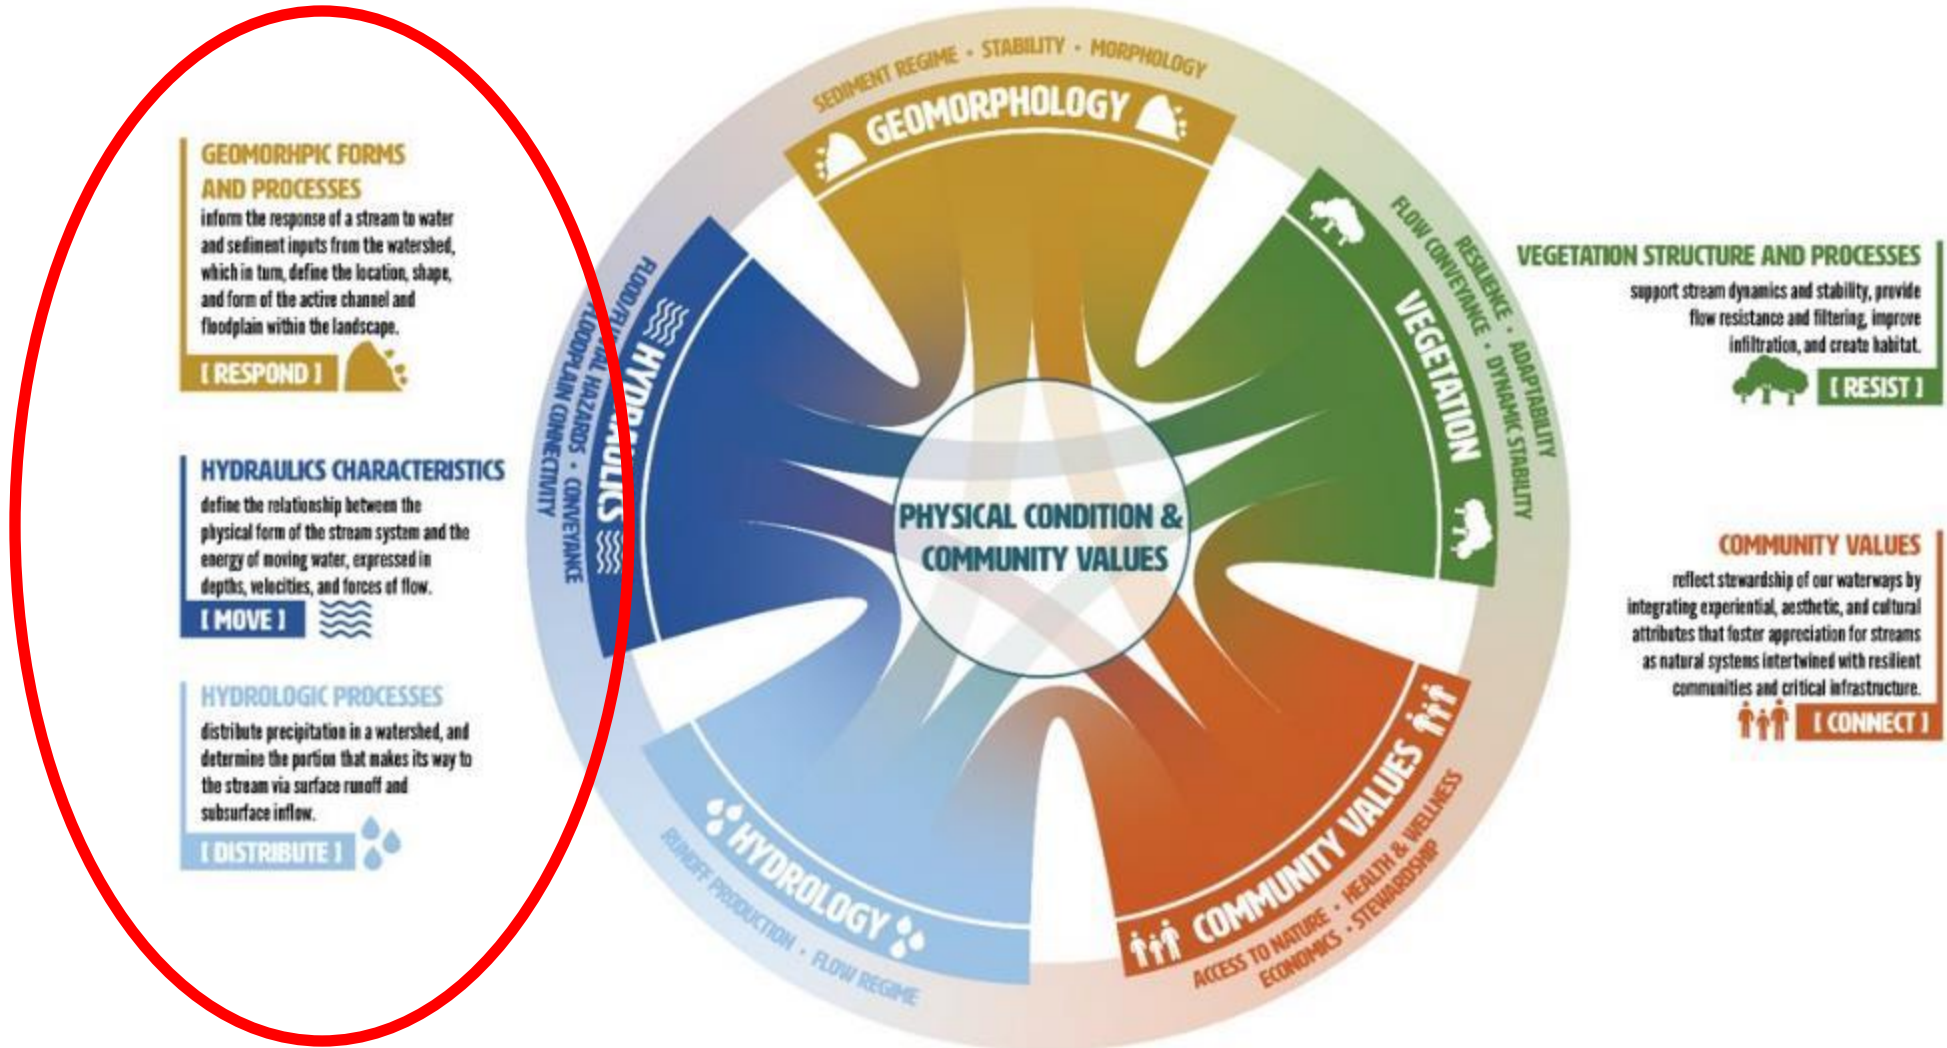 GEOMORHPIC FORMS
AND PROCESSES
inform the response of a stream to water
and sediment inputs from the watershed,
which in turn, define the location, shape,
and form of the active channel and
floodplain within the landscape.
[ RESPOND ]
HYDRAULICS CHARACTERISTICS
define the relationship between the
physical form of the stream system and the
energy of moving water, expressed in
depths, velocities, and forces of flow.
[ MOVE ]
HYDROLOGIC PROCESSES
distribute precipitation in a watershed, and
determine the portion that makes its way to
the stream via surface runoff and
subsurface inflow.
[ DISTRIBUTE ]
SEDIMENT REGIME • STABILITY • MORPHOLOGY
GEOMORPHOLOGY
FLOOD/FLUVIAL HAZARDS • CONVEYANCE
FLOODPLAIN CONNECTIVITY
HYDRAULICS
PHYSICAL CONDITION &
COMMUNITY VALUES
RESILIENCE • ADAPTABILITY
FLOW CONVEYANCE • DYNAMIC STABILITY
VEGETATION
HYDROLOGY
RUNOFF PRODUCTION • FLOW REGIME
COMMUNITY VALUES
ACCESS TO NATURE • HEALTH & WELLNESS
ECONOMICS • STEWARDSHIP
VEGETATION STRUCTURE AND PROCESSES
support stream dynamics and stability, provide
flow resistance and filtering, improve
infiltration, and create habitat.
[ RESIST ]
COMMUNITY VALUES
reflect stewardship of our waterways by
integrating experiential, aesthetic, and cultural
attributes that foster appreciation for streams
as natural systems intertwined with resilient
communities and critical infrastructure.
[ CONNECT ]